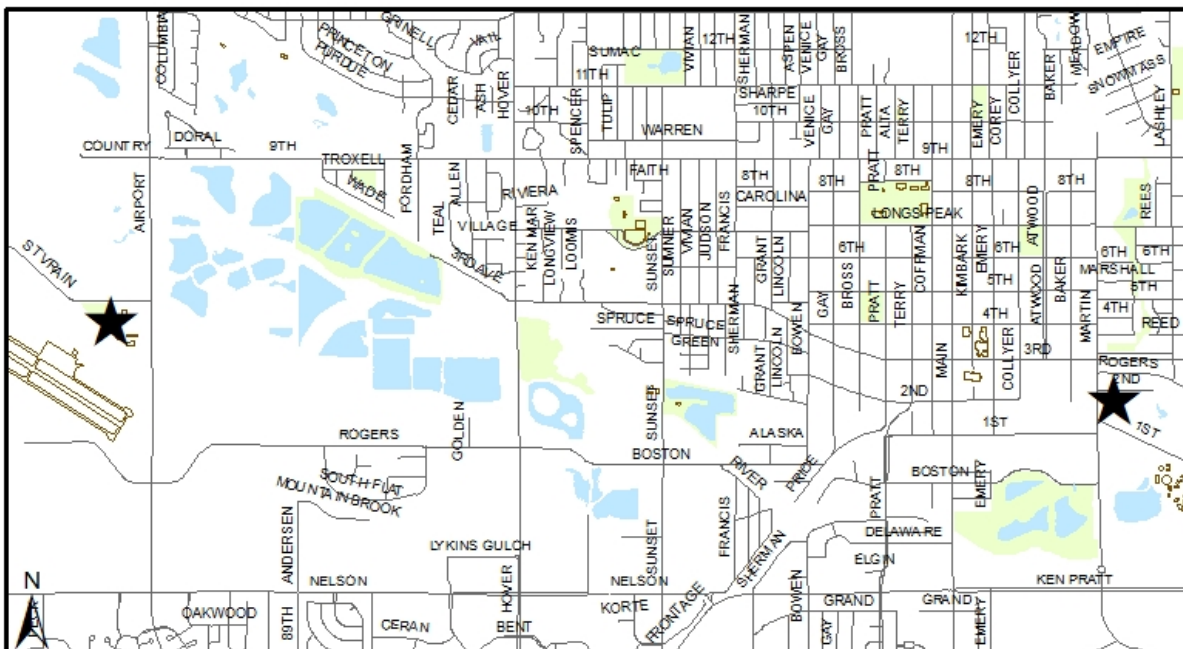 COLUMBIA
GRINELL
PRINCETON
PURDUE
VAIL
CEDAR
ASH
HOVER
SUMAC
11TH
12TH
VIVIAN
SHERMAN
ASPEN
VENICE
GAY
BROSS
12TH
COLLYER
BAKER
MEADOW
EMPIRE
SNOWMASS
LASHLEY
10TH
SPENCER
TULIP
WARREN
SHARPE
10TH
VENICE
GAY
PRATT
ALTA
TERRY
9TH
EMERY
COREY
COUNTRY
DORAL
9TH
TROXELL
WADE
FORDHAM
AIRPORT
TEAL
ALLEN
RIVIERA
VILLAGE
3RD AVE
KEN MAR
LONGVIEW
LOOMIS
FAITH
SUNSET
SUMNER
VIVIAN
JUDSON
FRANCIS
8TH
CAROLINA
8TH
PRATT
8TH
LONGS PEAK
8TH
ATWOOD
8TH
REES
GRANT
LINCOLN
6TH
COFFMAN
KIMBARK
EMERY
6TH
5TH
6TH
6TH
MARSHALL
5TH
ST VRAIN
SPRUCE
SPRUCE
GREEN
SHERMAN
GRANT
LINCOLN
BOWEN
GAY
BROSS
PRATT
TERRY
MAIN
4TH
ATWOOD
BAKER
MARTIN
4TH
REED
3RD
COLLYER
ROGERS
2ND
2ND
1ST
1ST
SUNSET
ROGERS
GOLDEN
BOSTON
ALASKA
RIVER
PRICE
BOSTON
EMERY
PRATT
SOUTH FLAT
MOUNTAIN BROOK
ANDERSEN
LYKINS GULCH
SUNSET
FRANCIS
SHERMAN
DELAWARE
ELGIN
KEN PRATT
N
NELSON
HOVER
NELSON
BOWEN
OAKWOOD
89TH
CERAN
BENT
KORTE
FRONTAGE
GAY
GRAND
GRAND
EMERY